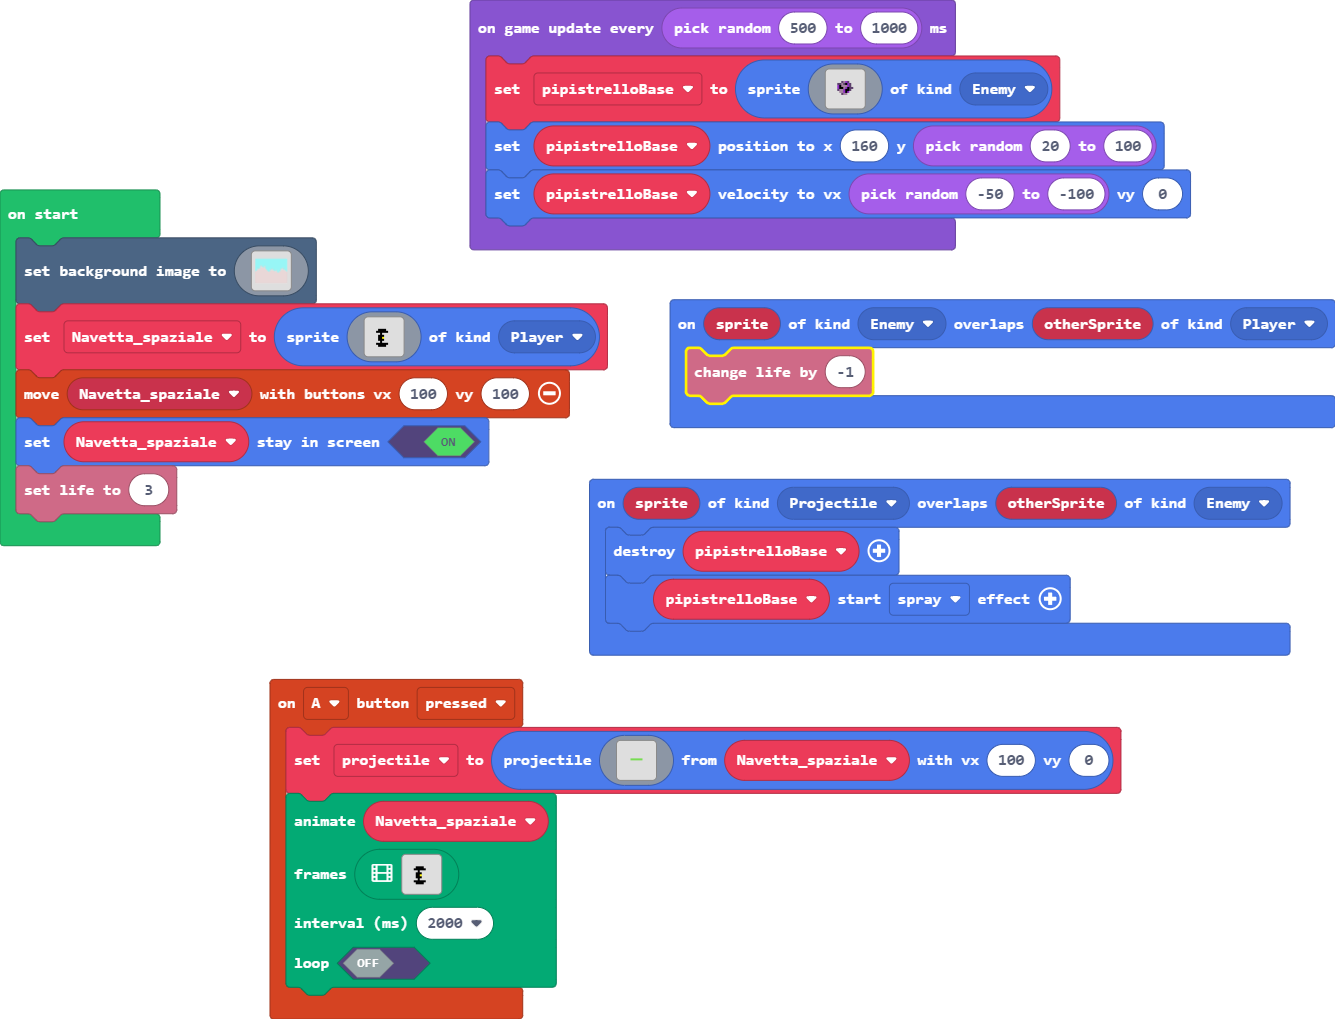 on game update every pick random 500 to 1000 ms
set pipistrelloBase to sprite of kind Enemy
set pipistrelloBase position to x 160 y pick random 20 to 100
set pipistrelloBase velocity to vx pick random -50 to -100 vy 0
on start
set background image to
set Navetta_spaziale to sprite of kind Player
move Navetta_spaziale with buttons vx 100 vy 100
set Navetta_spaziale stay in screen ON
set life to 3
on sprite of kind Enemy overlaps otherSprite of kind Player
change life by -1
on sprite of kind Projectile overlaps otherSprite of kind Enemy
destroy pipistrelloBase
pipistrelloBase start spray effect
on A button pressed
set projectile to projectile from Navetta_spaziale with vx 100 vy 0
animate Navetta_spaziale
frames
interval (ms) 2000
loop OFF